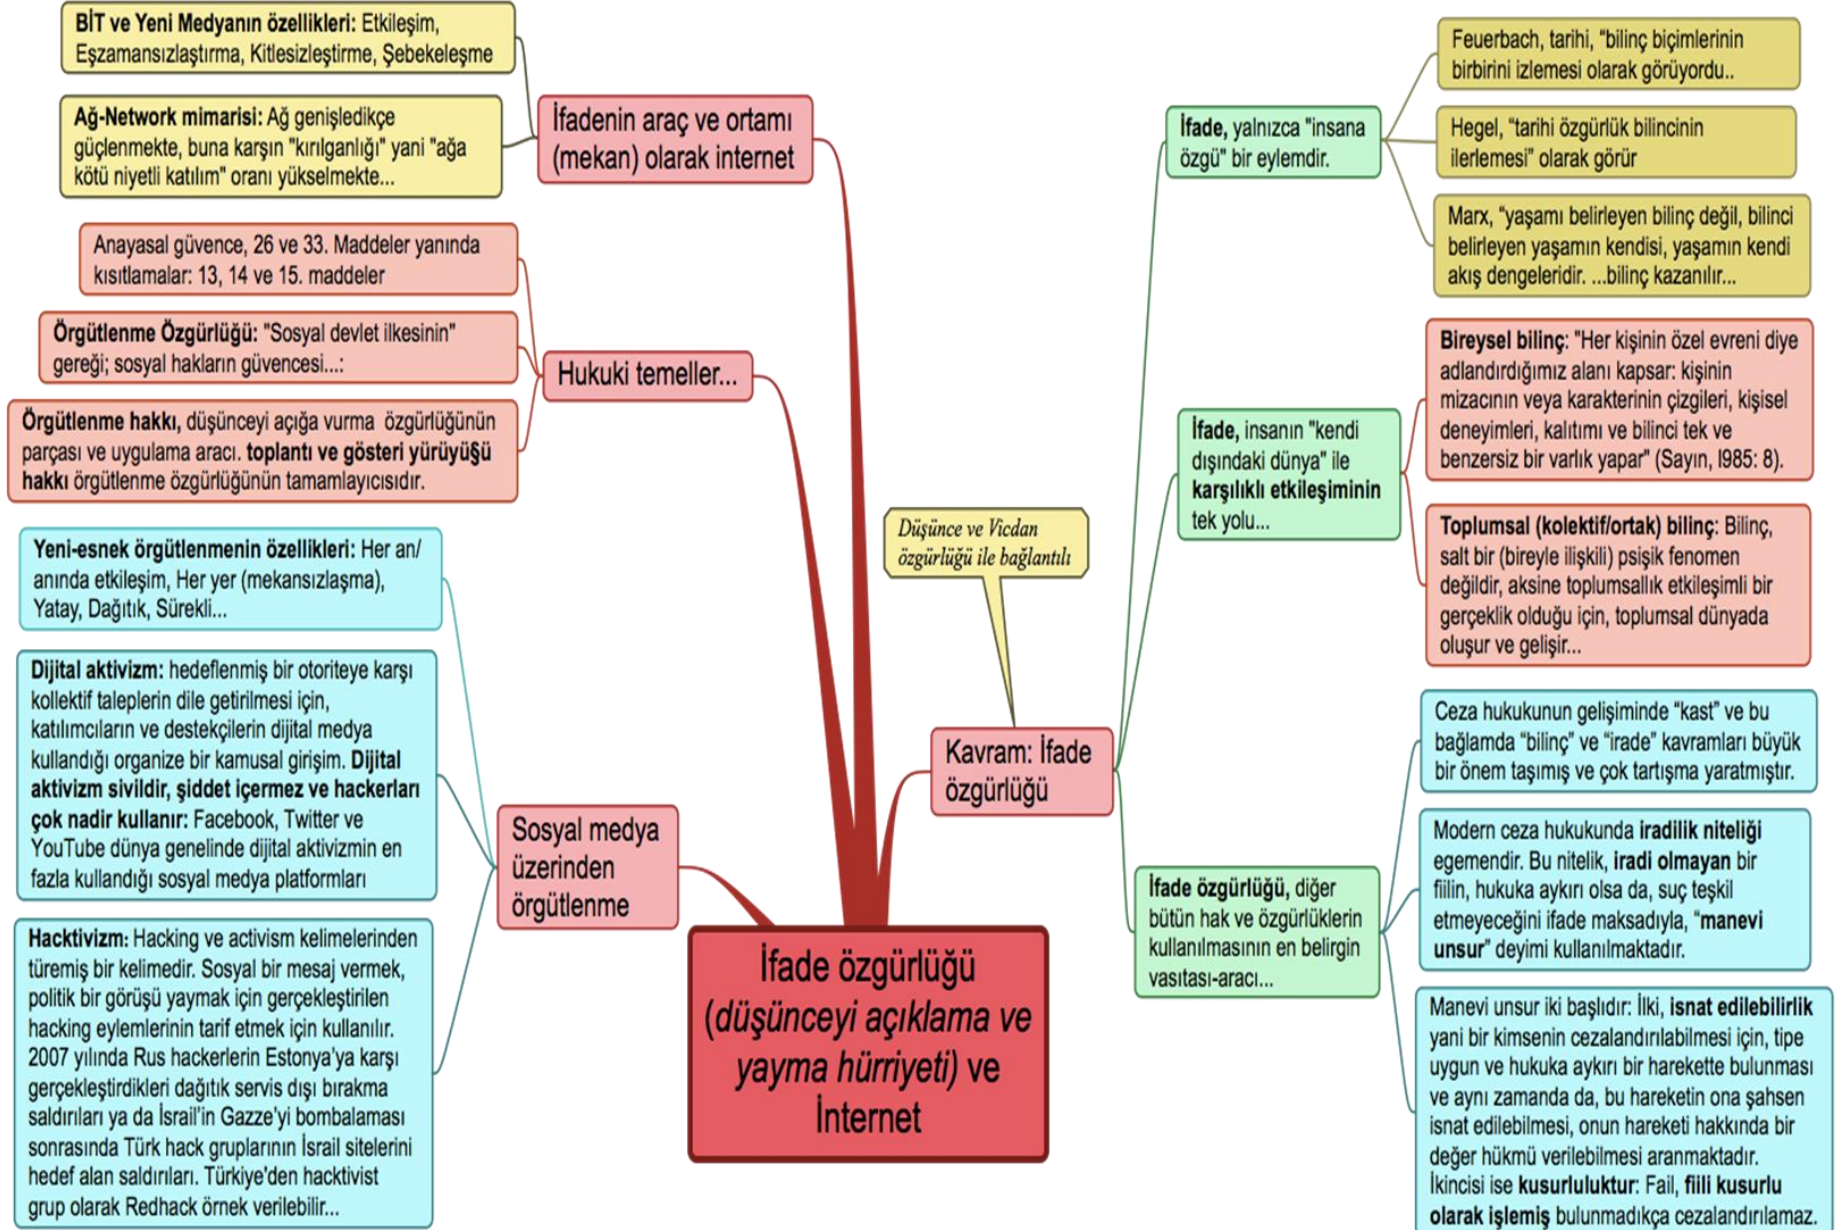 BİT ve Yeni Medyanın özellikleri: Etkileşim,
Eşzamansızlaştırma, Kitlesizleştirme, Şebekeleşme
Ağ-Network mimarisi: Ağ genişledikçe
güçlenmekte, buna karşın "kırılganlığı" yani "ağa
kötü niyetli katılım" oranı yükselmekte...
İfadenin araç ve ortamı
(mekan) olarak internet
Anayasal güvence, 26 ve 33. Maddeler yanında
kısıtlamalar: 13, 14 ve 15. maddeler
Örgütlenme Özgürlüğü: "Sosyal devlet ilkesinin"
gereği; sosyal hakların güvencesi...:
Örgütlenme hakkı, düşünceyi açığa vurma özgürlüğünün
parçası ve uygulama aracı. toplantı ve gösteri yürüyü§ü
hakkı örgütlenme özgürlüğünün tamamlayıcısıdır.
Hukuki temeller...
Yeni-esnek örgütlenmenin özellikleri: Her an/
anında etkileşim, Her yer (mekansızlaşma),
Yatay, Dağıtık, Sürekli...
Dijital aktivizm: hedeflenmiş bir otoriteye karşı
kollektif taleplerin dile getirilmesi için,
katılımcıların ve destekçilerin dijital medya
kullandığı organize bir kamusal girişim. Dijital
aktivizm sivildir, şiddet içermez ve hackerları
çok nadir kullanır: Facebook, Twitter ve
YouTube dünya genelinde dijital aktivizmin en
fazla kullandığı sosyal medya platformları
Hacktivizm: Hacking ve activism kelimelerinden
türemiş bir kelimedir. Sosyal bir mesaj vermek,
politik bir görüşü yaymak için gerçekleştirilen
hacking eylemlerinin tarif etmek için kullanılır.
2007 yılında Rus hackerlerin Estonya'ya karşı
gerçekleştirdikleri dağıtık servis dışı bırakma
saldırıları ya da İsrail'in Gazze'yi bombalaması
sonrasında Türk hack gruplarının İsrail sitelerini
hedef alan saldırıları. Türkiye'den hacktivist
grup olarak Redhack örnek verilebilir...
Sosyal medya
üzerinden
örgütlenme
İfade özgürlüğü
(düşünceyi açıklama ve
yayma hürriyeti) ve
İnternet
Düşünce ve Vicdan
özgürlüğü ile bağlantılı
Kavram: İfade
özgürlüğü
İfade, yalnızca "insana
özgü" bir eylemdir.
Feuerbach, tarihi, “bilinç biçimlerinin
birbirini izlemesi olarak görüyordu..
Hegel, “tarihi özgürlük bilincinin
ilerlemesi” olarak görür
Marx, “yaşamı belirleyen bilinç değil, bilinci
belirleyen yaşamın kendisi, yaşamın kendi
akış dengeleridir. ...bilinç kazanılır...
İfade, insanın "kendi
dışındaki dünya" ile
karşılıklı etkileşiminin
tek yolu...
Bireysel bilinç: "Her kişinin özel evreni diye
adlandırdığımız alanı kapsar: kişinin
mizacının veya karakterinin çizgileri, kişisel
deneyimleri, kalıtımı ve bilinci tek ve
benzersiz bir varlık yapar" (Sayın, l985: 8).
Toplumsal (kolektif/ortak) bilinç: Bilinç,
salt bir (bireyle ilişkili) psişik fenomen
değildir, aksine toplumsallık etkileşimli bir
gerçeklik olduğu için, toplumsal dünyada
oluşur ve gelişir...
İfade özgürlüğü, diğer
bütün hak ve özgürlüklerin
kullanılmasının en belirgin
vasıtası-aracı...
Ceza hukukunun gelişiminde “kast” ve bu
bağlamda “bilinç” ve “irade” kavramları büyük
bir önem taşımış ve çok tartışma yaratmıştır.
Modern ceza hukukunda iradilik niteliği
egemendir. Bu nitelik, iradi olmayan bir
fiilin, hukuka aykırı olsa da, suç teşkil
etmeyeceğini ifade maksadıyla, “manevi
unsur” deyimi kullanılmaktadır.
Manevi unsur iki başlıdır: İlki, isnat edilebilirlik
yani bir kimsenin cezalandırılabilmesi için, tipe
uygun ve hukuka aykırı bir harekette bulunması
ve aynı zamanda da, bu hareketin ona şahsen
isnat edilebilmesi, onun hareketi hakkında bir
değer hükmü verilebilmesi aranmaktadır.
İkincisi ise kusurluluktur: Fail, fiili kusurlu
olarak işlemiş bulunmadıkça cezalandırılamaz.